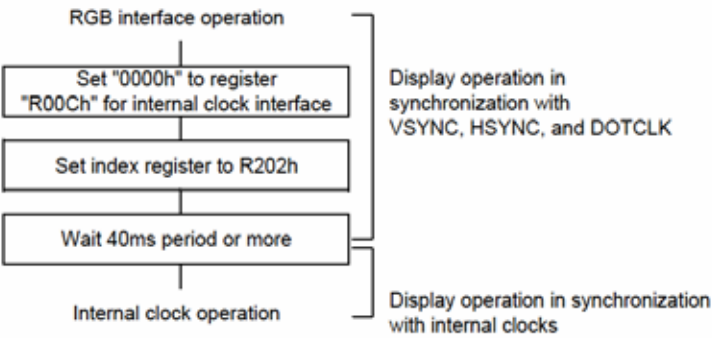 RGB interface operation
Set "0000h" to register
"R00Ch" for internal clock interface
Display operation in
synchronization with
VSYNC, HSYNC, and DOTCLK
Set index register to R202h
Wait 40ms period or more
Internal clock operation
Display operation in synchronization
with internal clocks